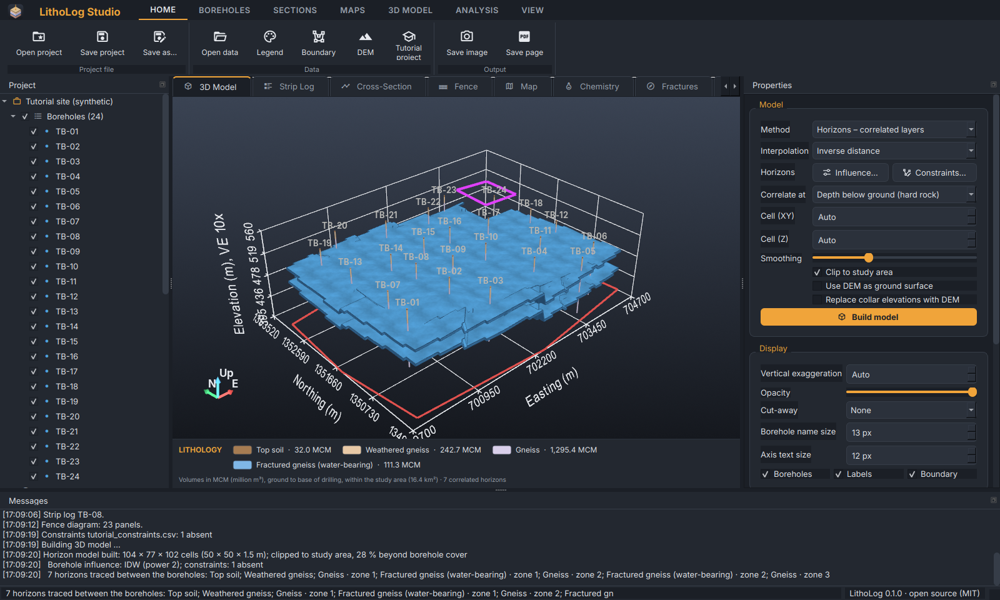 LithoLog Studio
HOME BOREHOLES SECTIONS MAPS 3D MODEL ANALYSIS VIEW
Open project Save project Save as... Open data Legend Boundary DEM Tutorial project Save image Save page
PDF
Project file Data Output
Project
Tutorial site (synthetic)
Boreholes (24)
TB-01
TB-02
TB-03
TB-04
TB-05
TB-06
TB-07
TB-08
TB-09
TB-10
TB-11
TB-12
TB-13
TB-14
TB-15
TB-16
TB-17
TB-18
TB-19
TB-20
TB-21
TB-22
TB-23
TB-24
3D Model Strip Log Cross-Section Fence Map Chemistry Fractures
TB-23 TB-24
TB-22 TB-18
TB-21 TB-17 TB-12
TB-20 TB-16
TB-15 TB-11
TB-19 TB-10 TB-06
TB-14 TB-09
TB-13 TB-08 TB-04 TB-05
TB-02
TB-07 TB-03
TB-01
Elevation (m), VE 10x
560
519
478
436
Northing (m)
1352590
1351660
1350730
Easting (m)
700950
702200
703450
704700
Up
N E
LITHOLOGY Top soil · 32.0 MCM Weathered gneiss · 242.7 MCM Gneiss · 1,295.4 MCM
Fractured gneiss (water-bearing) · 111.3 MCM
Volumes in MCM (million m³), ground to base of drilling, within the study area (16.4 km²) · 7 correlated horizons
Properties
Model
Method Horizons – correlated layers
Interpolation Inverse distance
Horizons Influence... Constraints...
Correlate at Depth below ground (hard rock)
Cell (XY) Auto
Cell (Z) Auto
Smoothing
Clip to study area
Use DEM as ground surface
Replace collar elevations with DEM
Build model
Display
Vertical exaggeration Auto
Opacity
Cut-away None
Borehole name size 13 px
Axis text size 12 px
Boreholes Labels Boundary
Messages
[17:09:06] Strip log TB-08.
[17:09:12] Fence diagram: 23 panels.
[17:09:19] Constraints tutorial_constraints.csv: 1 absent
[17:09:19] Building 3D model ...
[17:09:20] Horizon model built: 104 × 77 × 102 cells (50 × 50 × 1.5 m); clipped to study area, 28 % beyond borehole cover
[17:09:20] Borehole influence: IDW (power 2); constraints: 1 absent
[17:09:20] 7 horizons traced between the boreholes: Top soil; Weathered gneiss; Gneiss · zone 1; Fractured gneiss (water-bearing) · zone 1; Gneiss · zone 2; Fractured gneiss (water-bearing) · zone 2; Gneiss · zone 3
7 horizons traced between the boreholes: Top soil; Weathered gneiss; Gneiss · zone 1; Fractured gneiss (water-bearing) · zone 1; Gneiss · zone 2; Fractured gn
LithoLog 0.1.0 · open source (MIT)